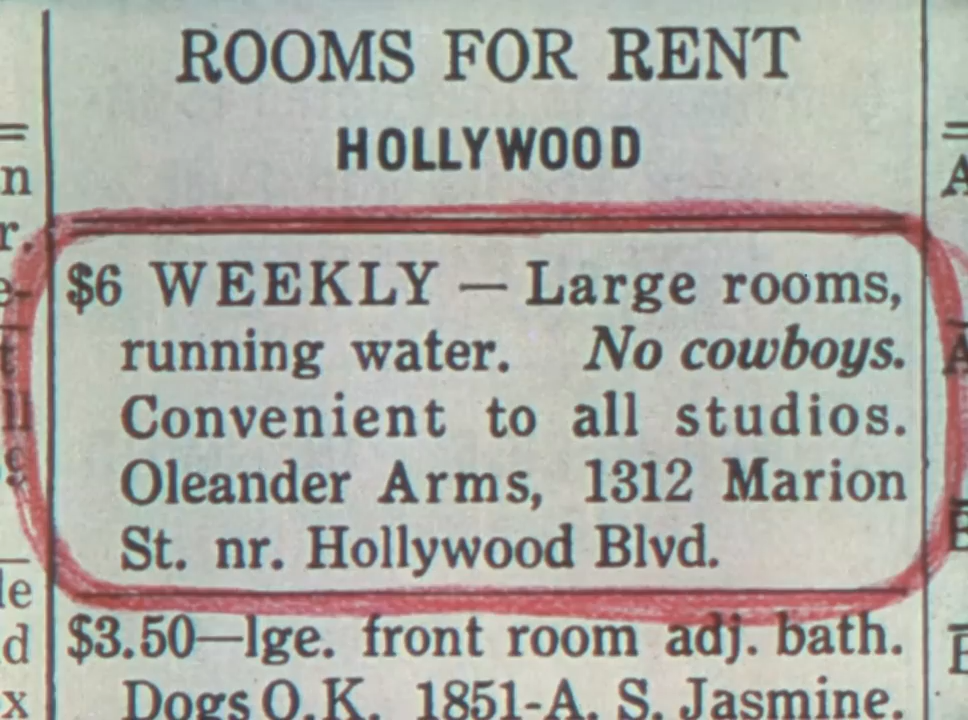 ROOMS FOR RENT
HOLLYWOOD
$6 WEEKLY — Large rooms,
running water. No cowboys.
Convenient to all studios.
Oleander Arms, 1312 Marion
St. nr. Hollywood Blvd.
$3.50—lge. front room adj. bath.
Dogs O.K. 1851-A. S. Jasmine.